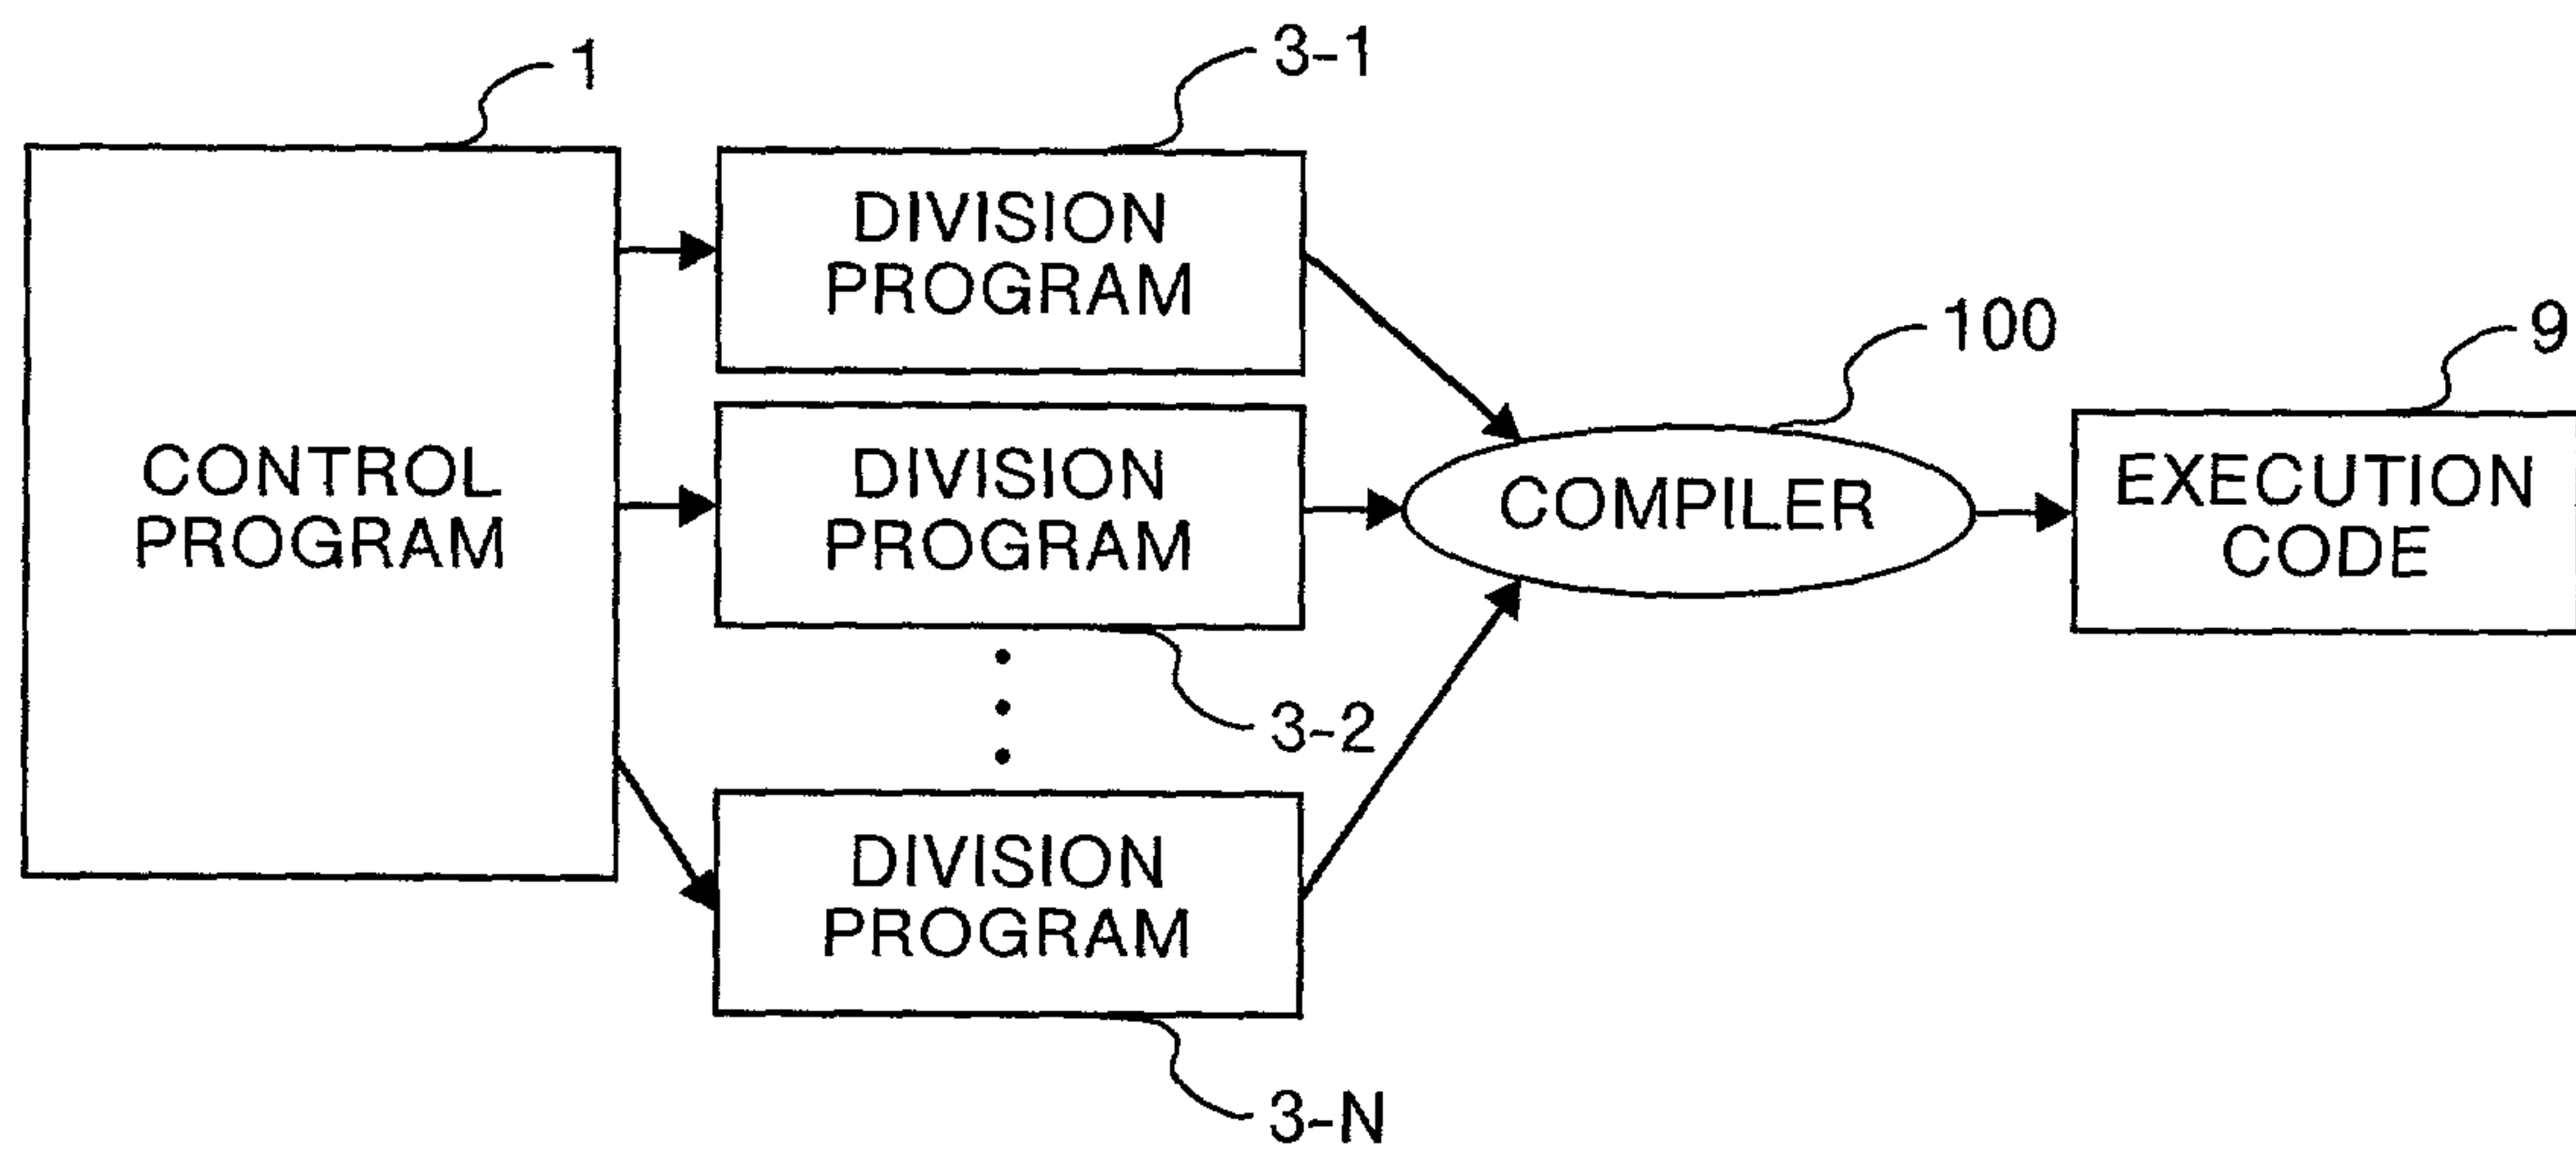 1
3-1
DIVISION
PROGRAM
100
9
CONTROL
PROGRAM
DIVISION
PROGRAM
COMPILER
EXECUTION
CODE
3-2
DIVISION
PROGRAM
3-N